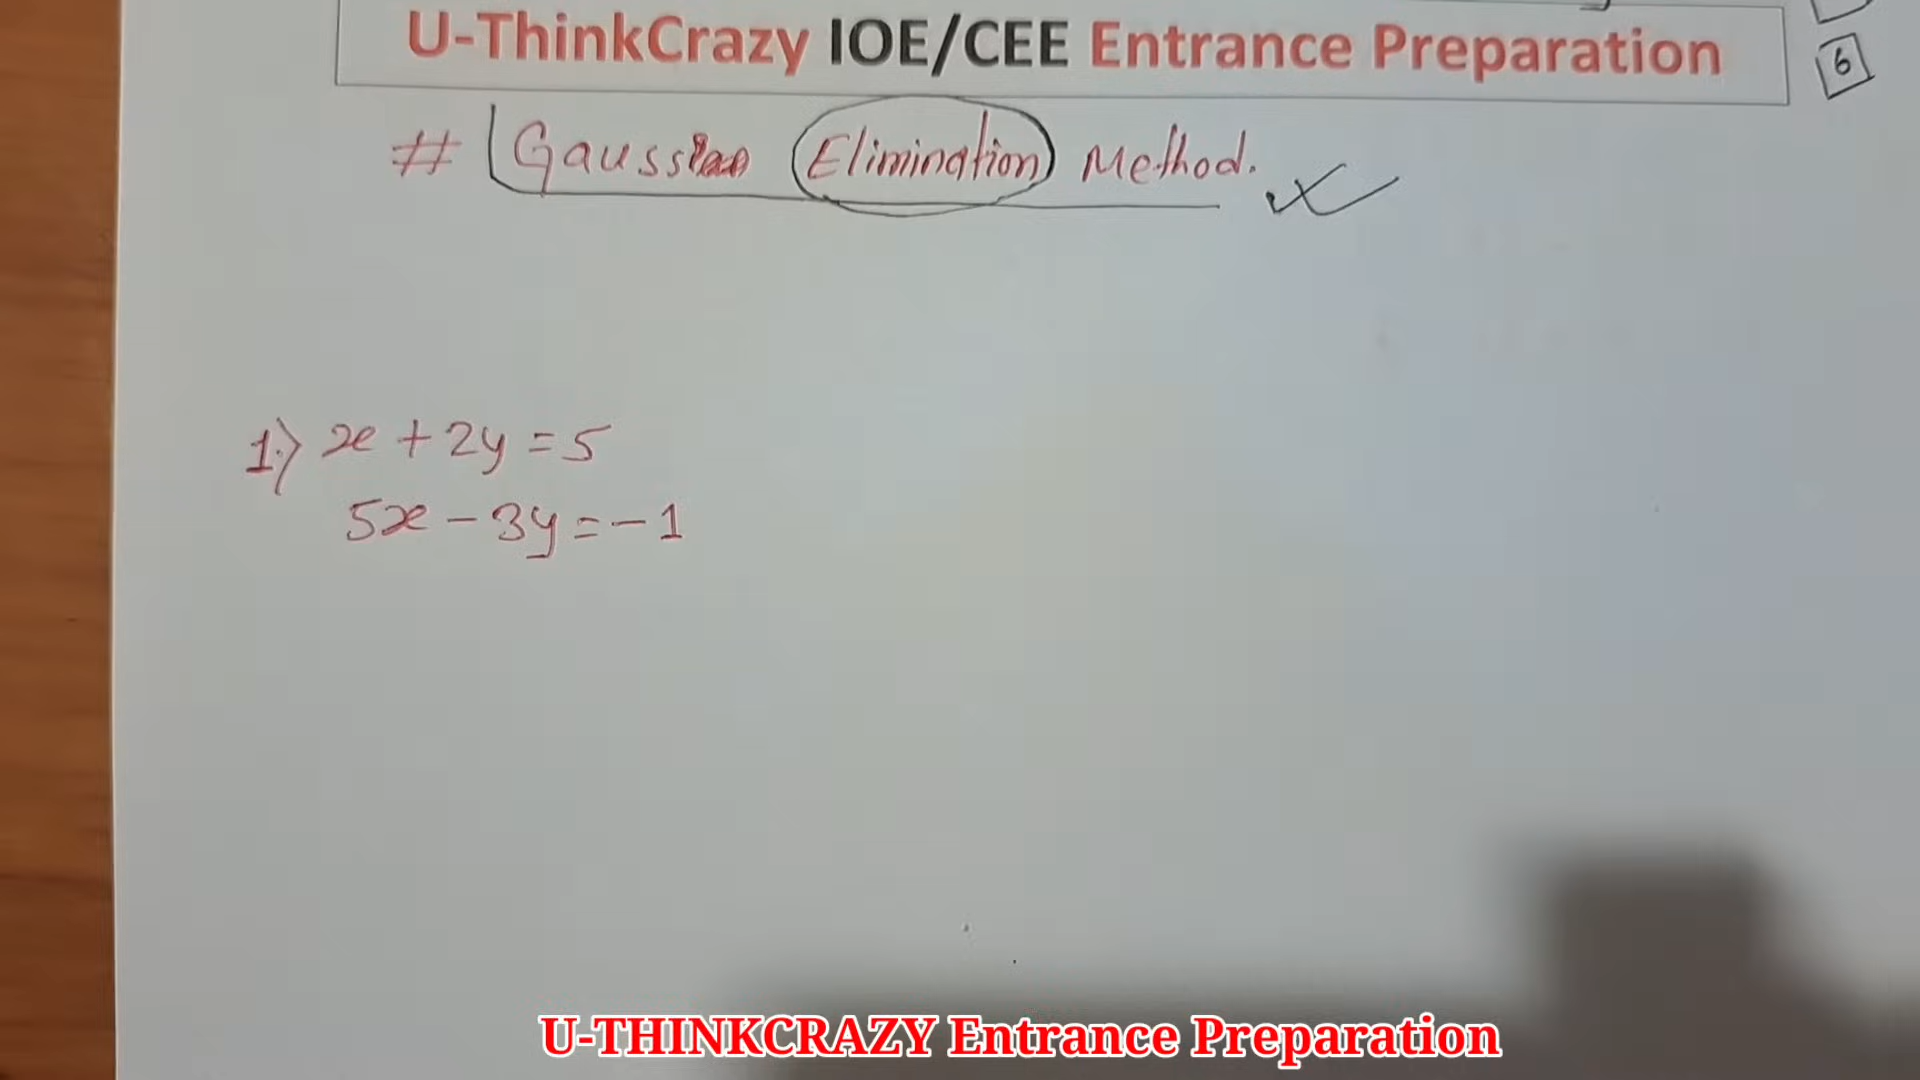 U-ThinkCrazy IOE/CEE Entrance Preparation
6
# Gaussian Elimination Method.
1.) x + 2y = 5
5x - 3y = - 1
U-THINKCRAZY Entrance Preparation